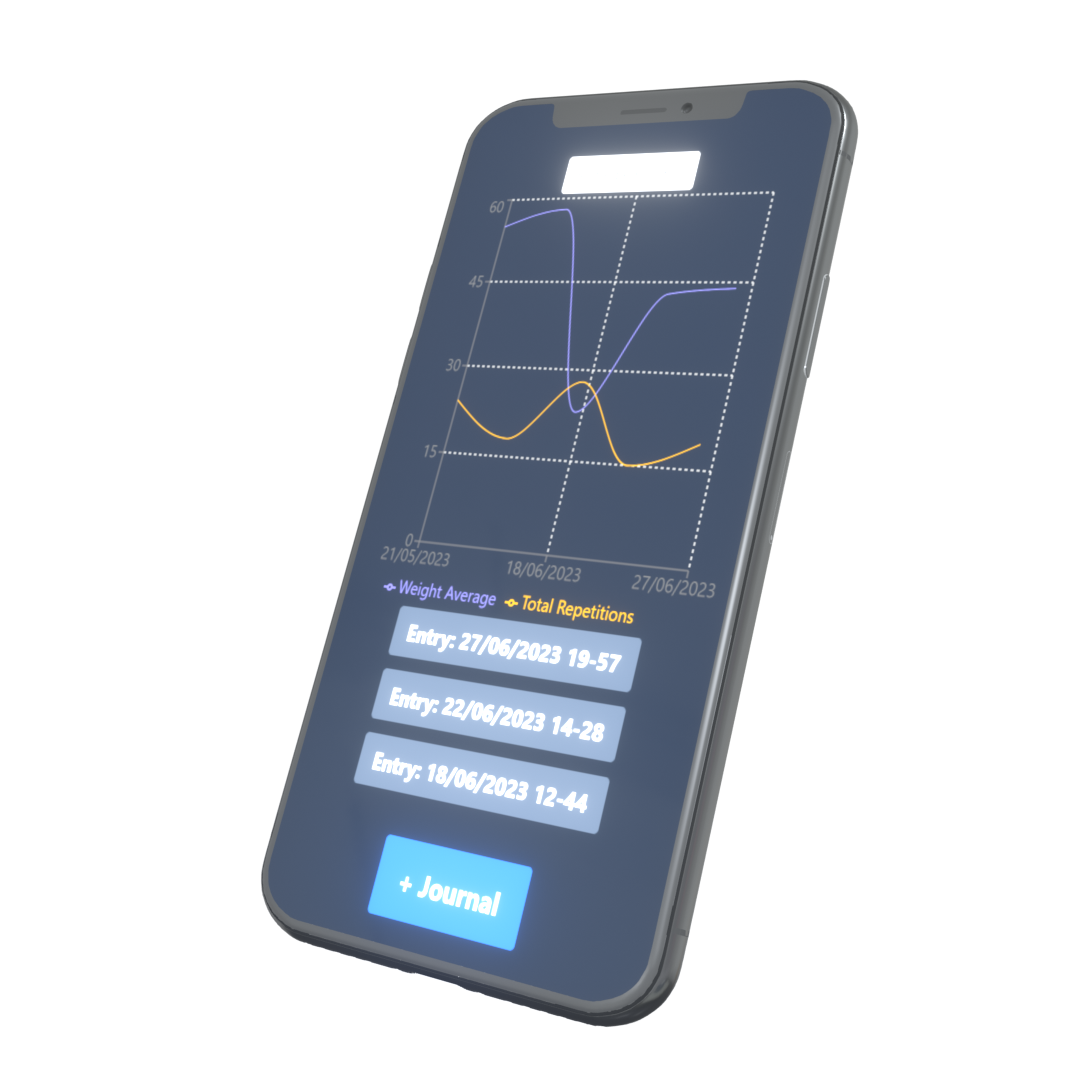 60
45
30
15
0
21/05/2023 18/06/2023 27/06/2023
Weight Average Total Repetitions
Entry: 27/06/2023 19-57
Entry: 22/06/2023 14-28
Entry: 18/06/2023 12-44
+ Journal